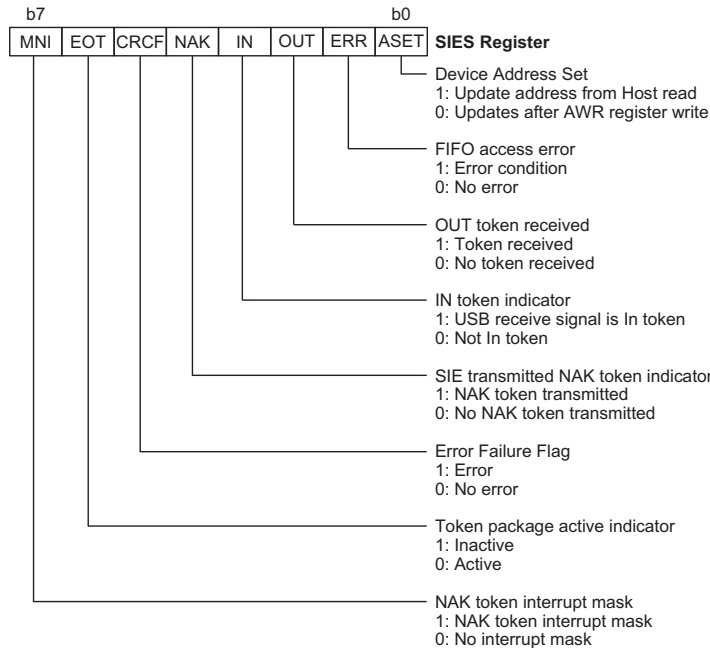 b7 b0
MNI EOT CRCF NAK IN OUT ERR ASET SIES Register
Device Address Set
1: Update address from Host read
0: Updates after AWR register write
FIFO access error
1: Error condition
0: No error
OUT token received
1: Token received
0: No token received
IN token indicator
1: USB receive signal is In token
0: Not In token
SIE transmitted NAK token indicator
1: NAK token transmitted
0: No NAK token transmitted
Error Failure Flag
1: Error
0: No error
Token package active indicator
1: Inactive
0: Active
NAK token interrupt mask
1: NAK token interrupt mask
0: No interrupt mask